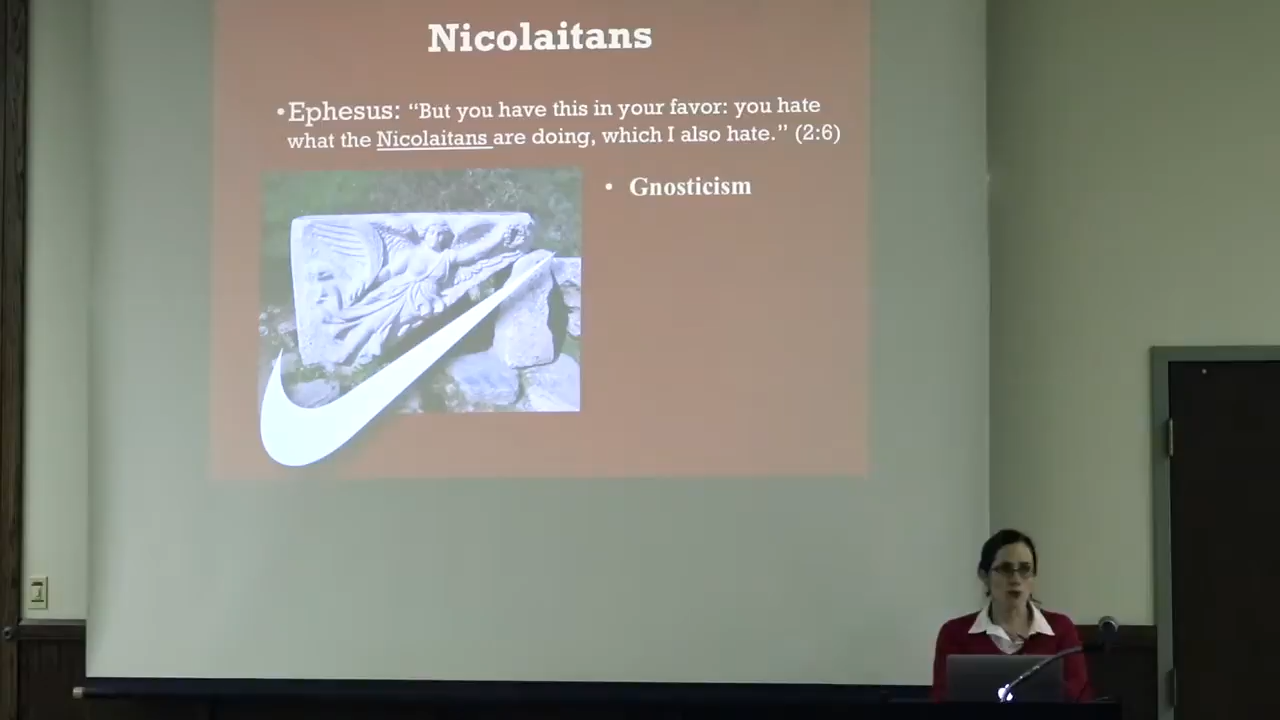 Nicolaitans
•Ephesus: “But you have this in your favor: you hate
what the Nicolaitans are doing, which I also hate.” (2:6)
• Gnosticism